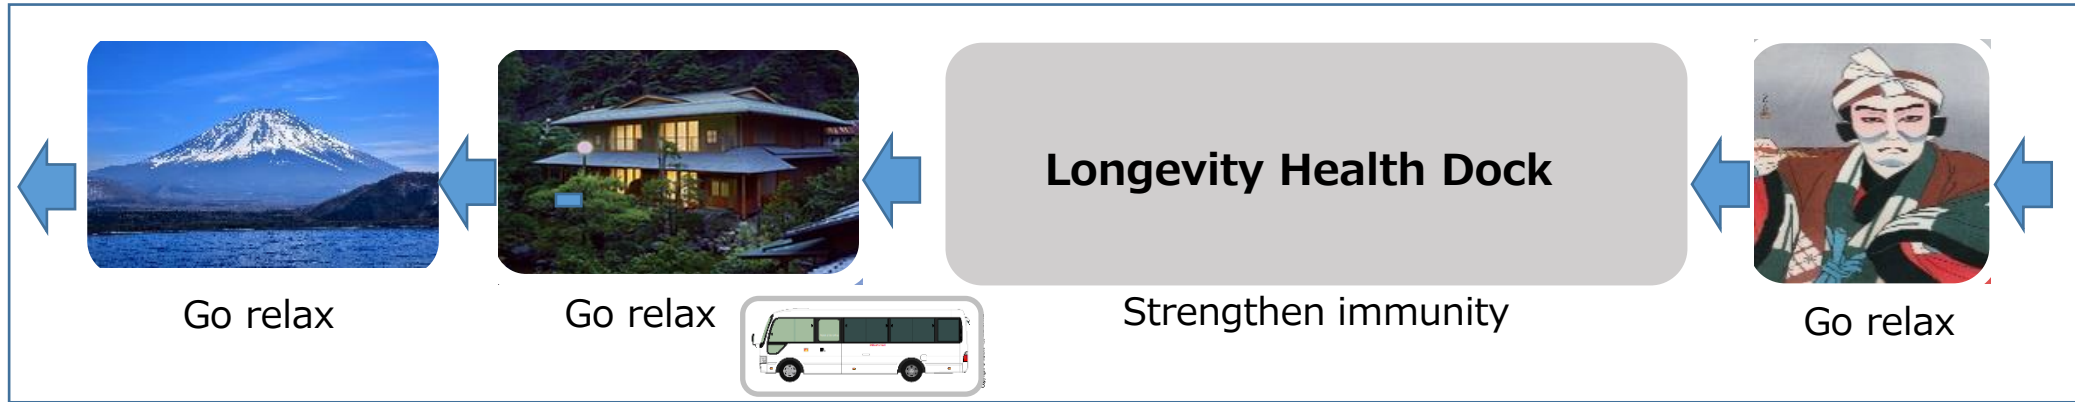 Longevity Health Dock
Go relax
Go relax
Strengthen immunity
Go relax